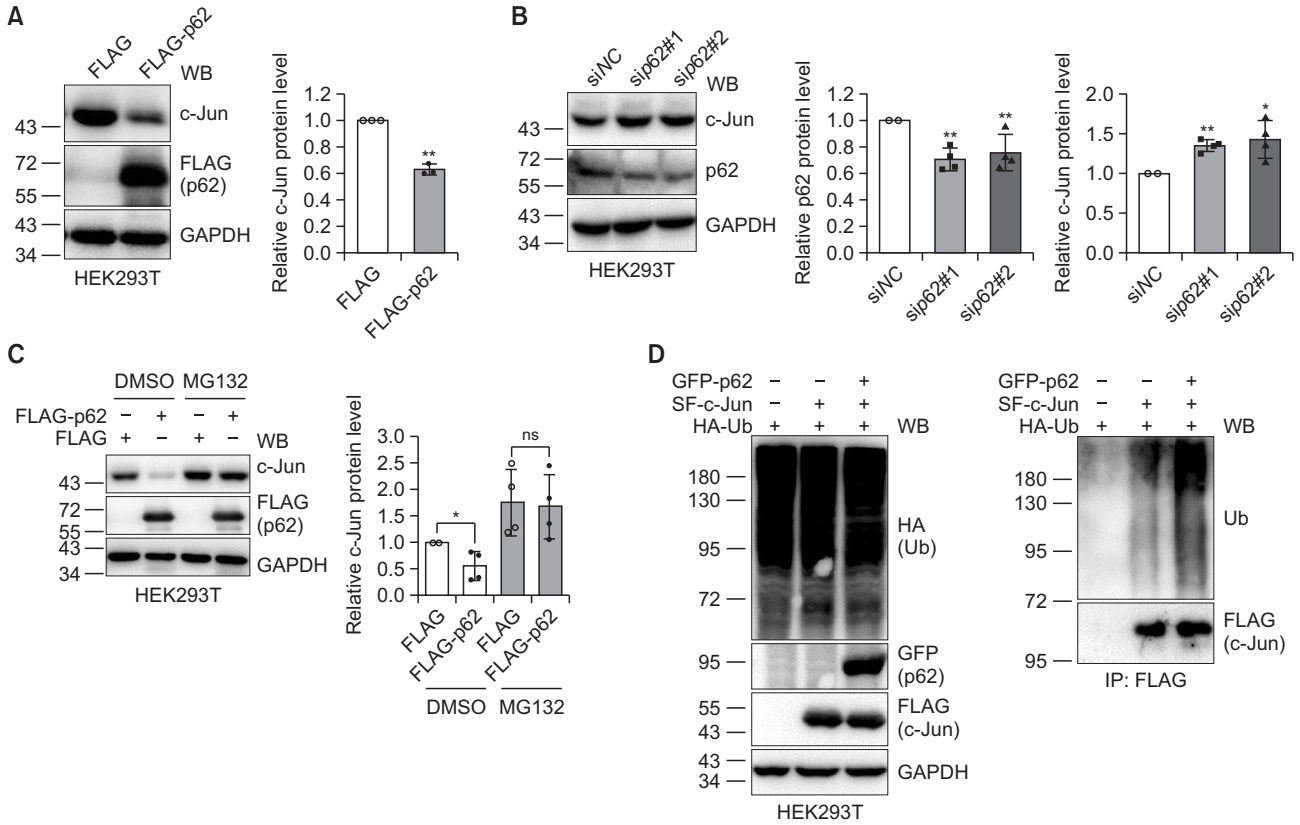 A
FLAG
FLAG-p62
WB
c-Jun
43
72
FLAG
(p62)
55
43
GAPDH
34
HEK293T
Relative c-Jun protein level
1.2
1.0
0.8
0.6
0.4
0.2
0.0
**
FLAG
FLAG-p62
B
siNC
sip62#1
sip62#2
WB
c-Jun
43
72
p62
55
43
GAPDH
34
HEK293T
Relative p62 protein level
1.2
1.0
0.8
0.6
0.4
0.2
0.0
**
**
siNC
sip62#1
sip62#2
Relative c-Jun protein level
2.0
1.5
1.0
0.5
0.0
**
*
siNC
sip62#1
sip62#2
C
DMSO MG132
FLAG-p62 − + − +
FLAG + − + − WB
c-Jun
43
72
FLAG
(p62)
55
43
GAPDH
34
HEK293T
Relative c-Jun protein level
3.0
2.5
2.0
1.5
1.0
0.5
0.0
*
ns
FLAG
FLAG-p62
FLAG
FLAG-p62
DMSO MG132
D
GFP-p62 − − +
SF-c-Jun − + +
HA-Ub + + + WB
180
130
HA
(Ub)
95
72
GFP
(p62)
95
55
FLAG
(c-Jun)
43
43
GAPDH
34
HEK293T
GFP-p62 − − +
SF-c-Jun − + +
HA-Ub + + + WB
180
130
Ub
95
72
FLAG
(c-Jun)
95
IP: FLAG